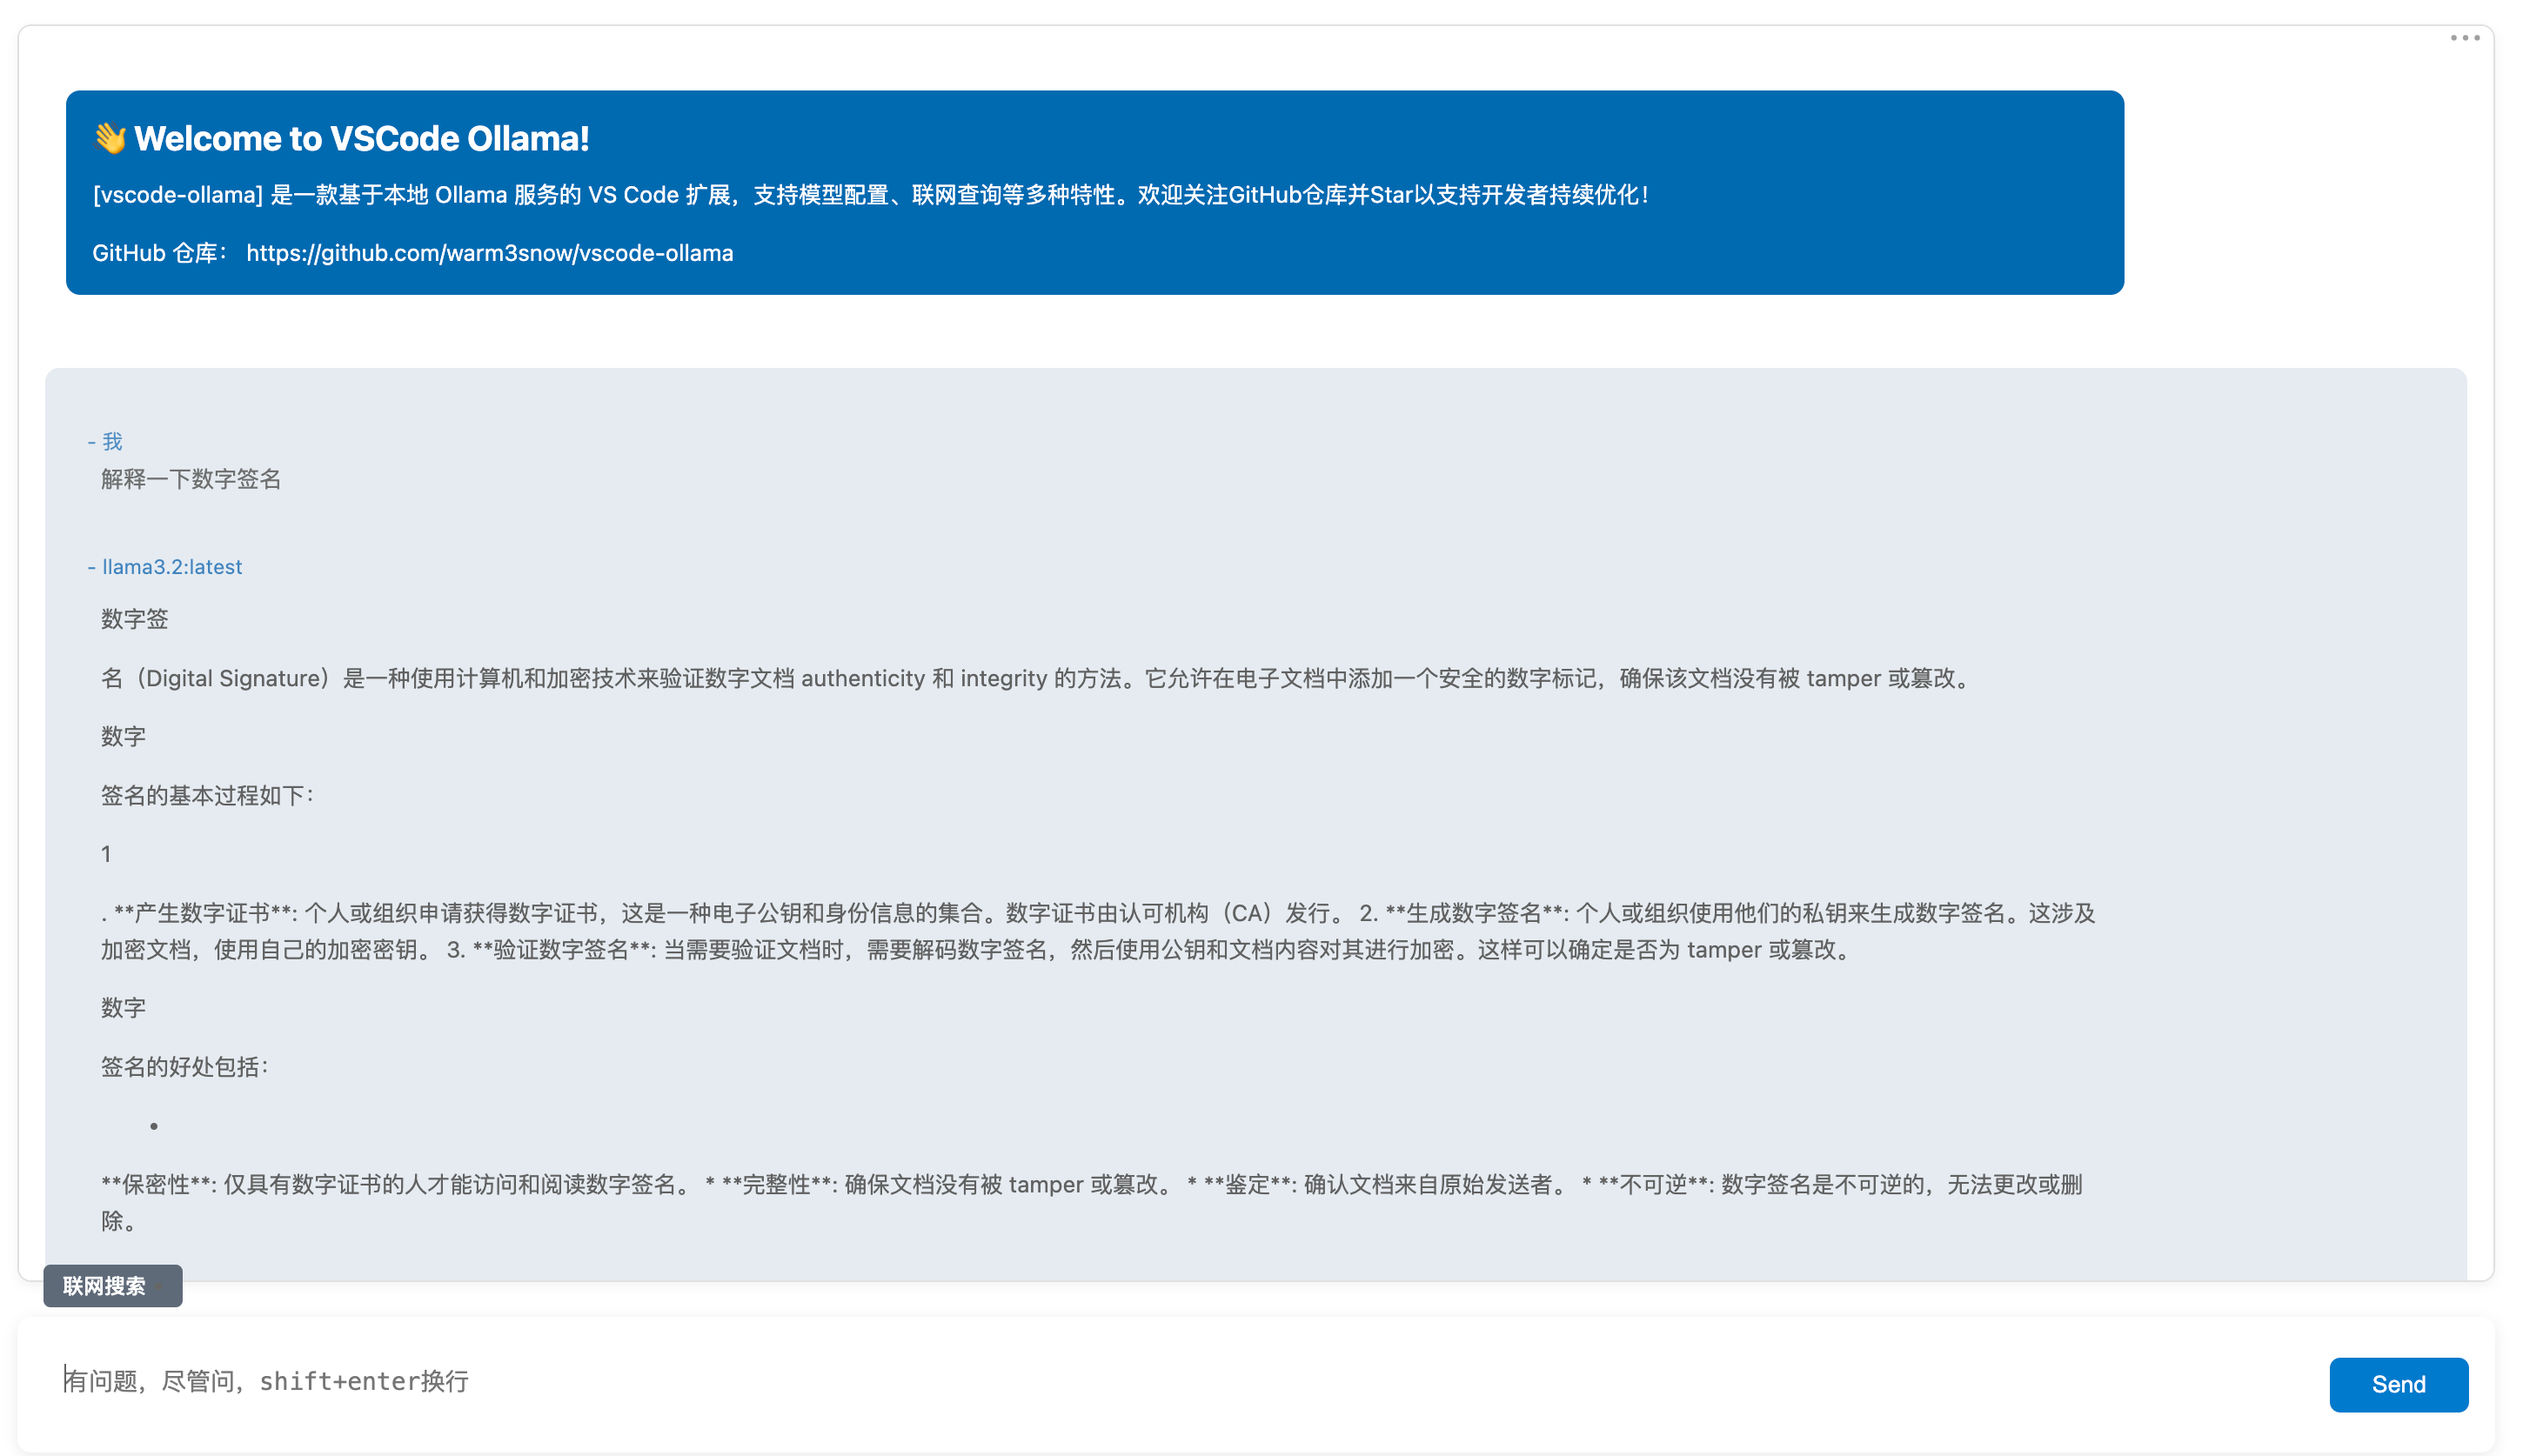 👋 Welcome to VSCode Ollama!
[vscode-ollama] 是一款基于本地 Ollama 服务的 VS Code 扩展，支持模型配置、联网查询等多种特性。欢迎关注GitHub仓库并Star以支持开发者持续优化！
GitHub 仓库： https://github.com/warm3snow/vscode-ollama
- 我
解释一下数字签名
- llama3.2:latest
数字签
名（Digital Signature）是一种使用计算机和加密技术来验证数字文档 authenticity 和 integrity 的方法。它允许在电子文档中添加一个安全的数字标记，确保该文档没有被 tamper 或篡改。
数字
签名的基本过程如下：
1
. **产生数字证书**: 个人或组织申请获得数字证书，这是一种电子公钥和身份信息的集合。数字证书由认可机构（CA）发行。 2. **生成数字签名**: 个人或组织使用他们的私钥来生成数字签名。这涉及
加密文档，使用自己的加密密钥。 3. **验证数字签名**: 当需要验证文档时，需要解码数字签名，然后使用公钥和文档内容对其进行加密。这样可以确定是否为 tamper 或篡改。
数字
签名的好处包括：
•
**保密性**: 仅具有数字证书的人才能访问和阅读数字签名。 * **完整性**: 确保文档没有被 tamper 或篡改。 * **鉴定**: 确认文档来自原始发送者。 * **不可逆**: 数字签名是不可逆的，无法更改或删
除。
联网搜索
有问题，尽管问，shift+enter换行
Send